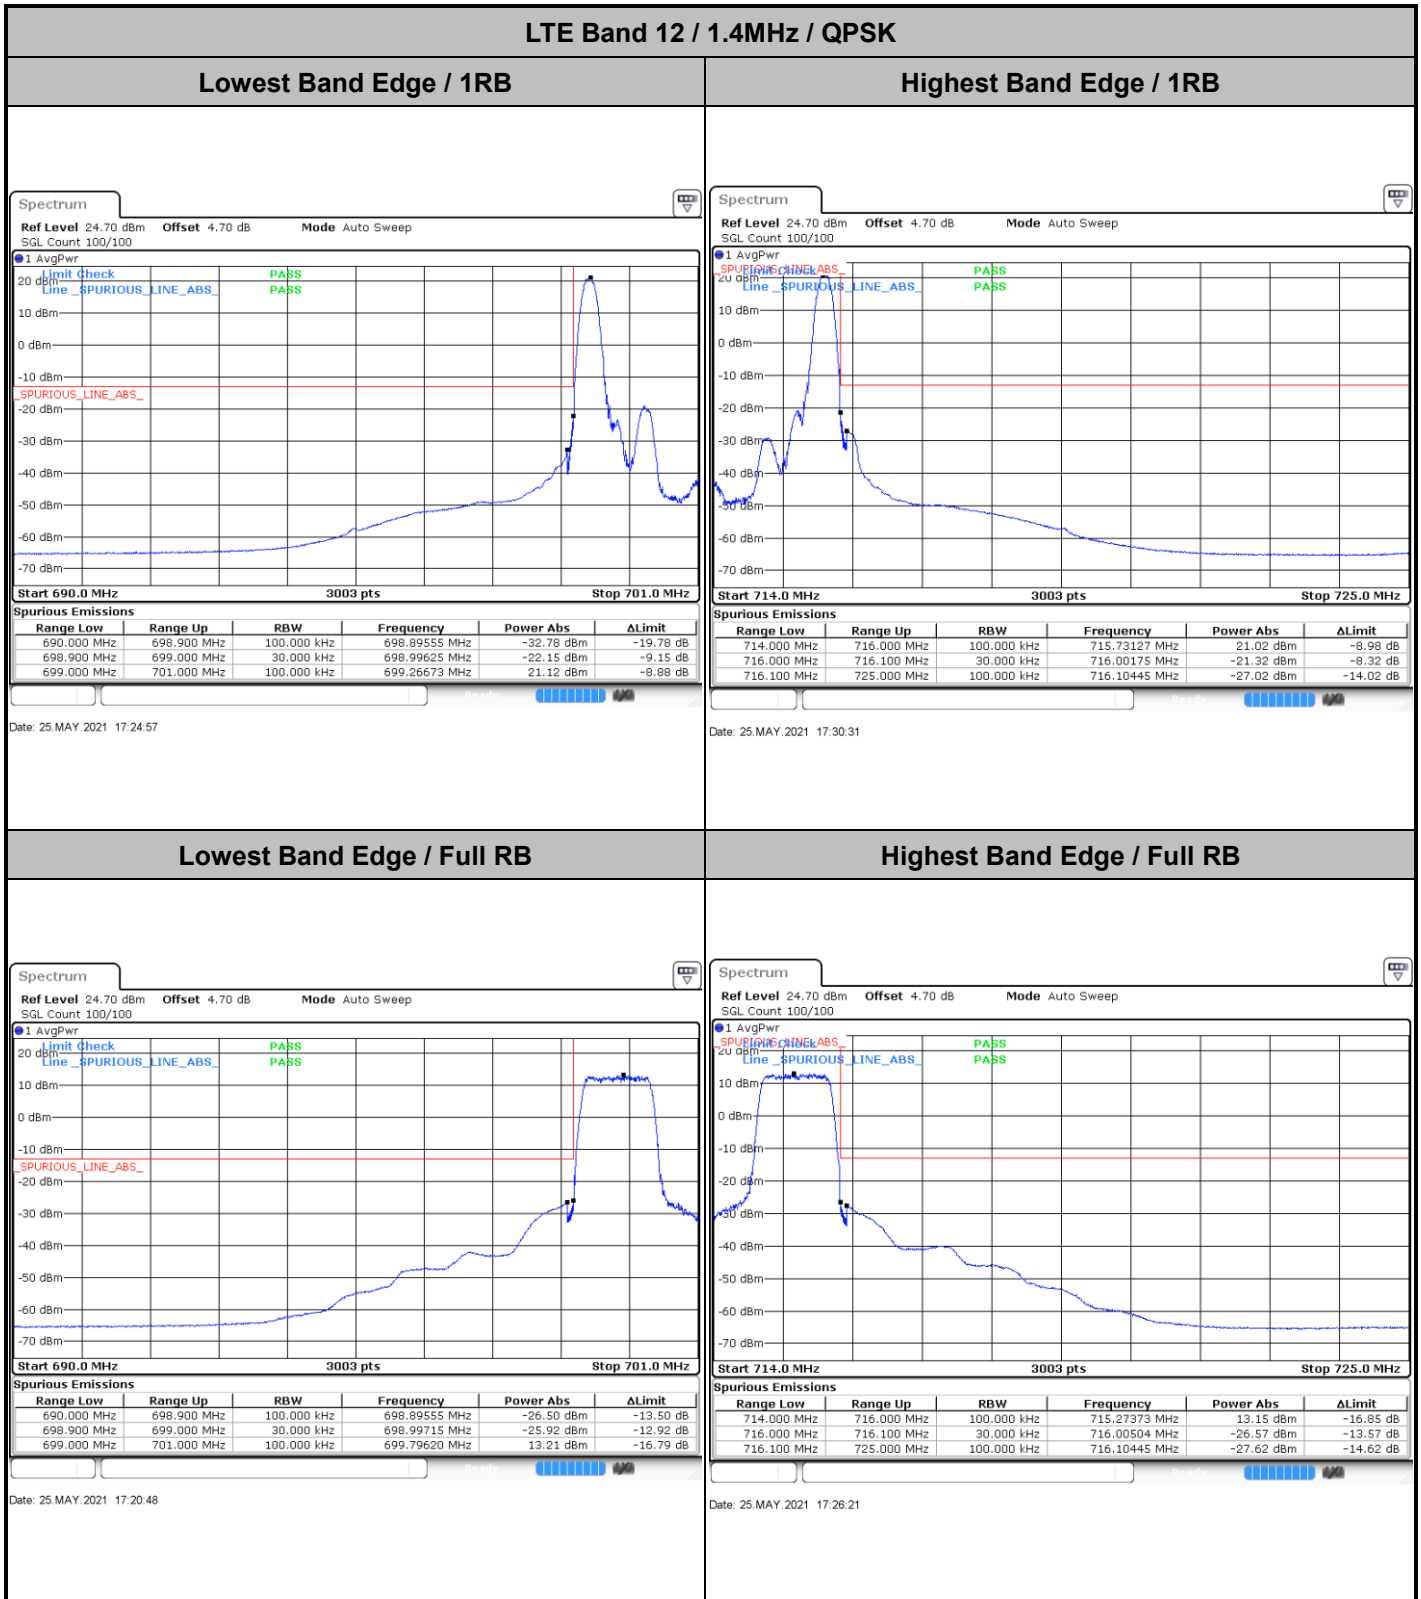 LTE Band 12 / 1.4MHz / QPSK
Lowest Band Edge / 1RB
Highest Band Edge / 1RB
Spectrum
Ref Level 24.70 dBm Offset 4.70 dB Mode Auto Sweep
SGL Count 100/100
1 AvgPwr
Limit Check PASS
20 dBm
Line _SPURIOUS_LINE_ABS_ PASS
10 dBm
0 dBm
-10 dBm
_SPURIOUS_LINE_ABS_
-20 dBm
-30 dBm
-40 dBm
-50 dBm
-60 dBm
-70 dBm
Start 690.0 MHz 3003 pts Stop 701.0 MHz
Spurious Emissions
Range Low Range Up RBW Frequency Power Abs ΔLimit
690.000 MHz 698.900 MHz 100.000 kHz 698.89555 MHz -32.78 dBm -19.78 dB
698.900 MHz 699.000 MHz 30.000 kHz 698.99625 MHz -22.15 dBm -9.15 dB
699.000 MHz 701.000 MHz 100.000 kHz 699.26673 MHz 21.12 dBm -8.88 dB
Ready
Date: 25.MAY.2021 17:24:57
Spectrum
Ref Level 24.70 dBm Offset 4.70 dB Mode Auto Sweep
SGL Count 100/100
1 AvgPwr
_SPURIOUS_LINE_ABS_
Limit Check PASS
20 dBm
Line _SPURIOUS_LINE_ABS_ PASS
10 dBm
0 dBm
-10 dBm
-20 dBm
-30 dBm
-40 dBm
-50 dBm
-60 dBm
-70 dBm
Start 714.0 MHz 3003 pts Stop 725.0 MHz
Spurious Emissions
Range Low Range Up RBW Frequency Power Abs ΔLimit
714.000 MHz 716.000 MHz 100.000 kHz 715.73127 MHz 21.02 dBm -8.98 dB
716.000 MHz 716.100 MHz 30.000 kHz 716.00175 MHz -21.32 dBm -8.32 dB
716.100 MHz 725.000 MHz 100.000 kHz 716.10445 MHz -27.02 dBm -14.02 dB
Ready
Date: 25.MAY.2021 17:30:31
Lowest Band Edge / Full RB
Highest Band Edge / Full RB
Spectrum
Ref Level 24.70 dBm Offset 4.70 dB Mode Auto Sweep
SGL Count 100/100
1 AvgPwr
Limit Check PASS
20 dBm
Line _SPURIOUS_LINE_ABS_ PASS
10 dBm
0 dBm
-10 dBm
_SPURIOUS_LINE_ABS_
-20 dBm
-30 dBm
-40 dBm
-50 dBm
-60 dBm
-70 dBm
Start 690.0 MHz 3003 pts Stop 701.0 MHz
Spurious Emissions
Range Low Range Up RBW Frequency Power Abs ΔLimit
690.000 MHz 698.900 MHz 100.000 kHz 698.89555 MHz -26.50 dBm -13.50 dB
698.900 MHz 699.000 MHz 30.000 kHz 698.99715 MHz -25.92 dBm -12.92 dB
699.000 MHz 701.000 MHz 100.000 kHz 699.79620 MHz 13.21 dBm -16.79 dB
Ready
Date: 25.MAY.2021 17:20:48
Spectrum
Ref Level 24.70 dBm Offset 4.70 dB Mode Auto Sweep
SGL Count 100/100
1 AvgPwr
_SPURIOUS_LINE_ABS_
Limit Check PASS
20 dBm
Line _SPURIOUS_LINE_ABS_ PASS
10 dBm
0 dBm
-10 dBm
-20 dBm
-30 dBm
-40 dBm
-50 dBm
-60 dBm
-70 dBm
Start 714.0 MHz 3003 pts Stop 725.0 MHz
Spurious Emissions
Range Low Range Up RBW Frequency Power Abs ΔLimit
714.000 MHz 716.000 MHz 100.000 kHz 715.27373 MHz 13.15 dBm -16.85 dB
716.000 MHz 716.100 MHz 30.000 kHz 716.00504 MHz -26.57 dBm -13.57 dB
716.100 MHz 725.000 MHz 100.000 kHz 716.10445 MHz -27.62 dBm -14.62 dB
Ready
Date: 25.MAY.2021 17:26:21